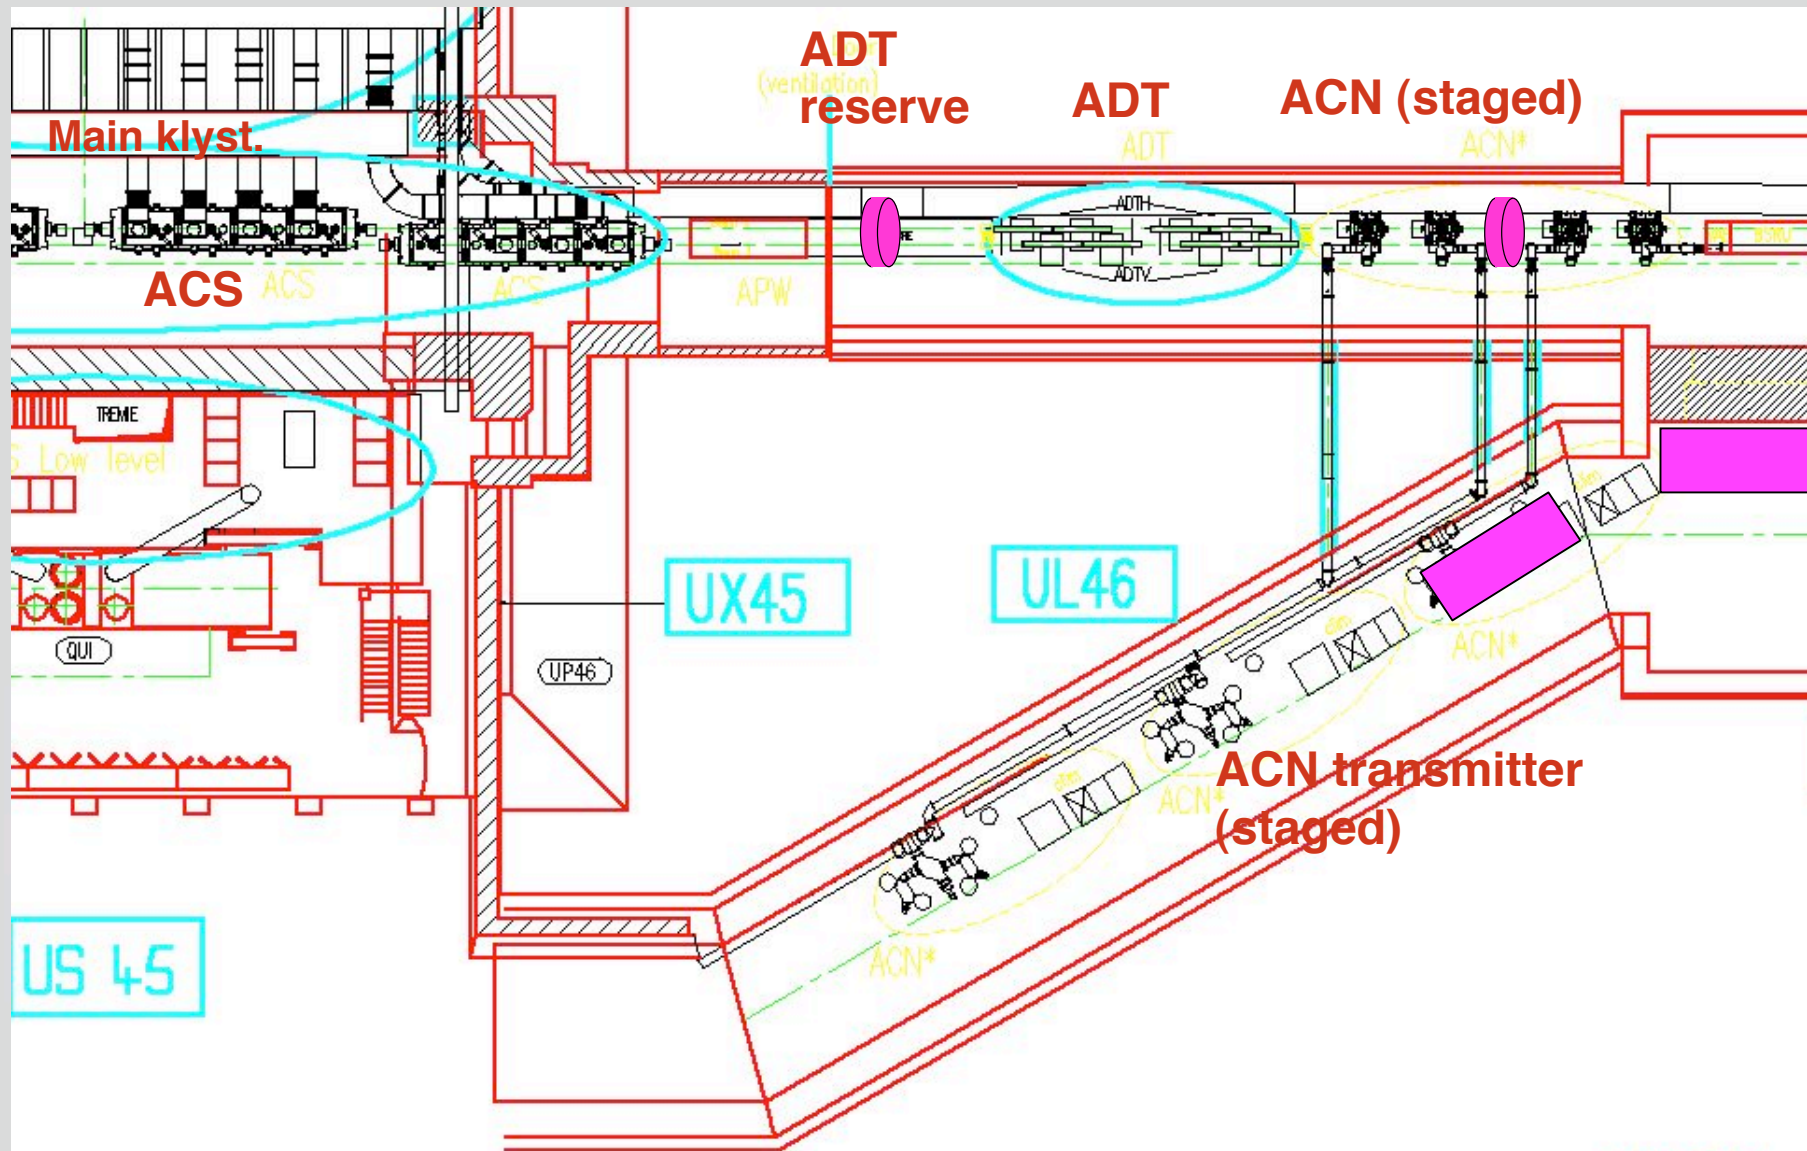 ADT
reserve
(ventilation)
ADT
ACN (staged)
ADT
ACN*
Main klyst.
ADTH
ADTV
ACS
ACS
ACS
APW
TREMIE
Low level
UX45
UL46
QUI
UP46
ACN*
ACN transmitter
(staged)
ACN*
ACN*
US 45